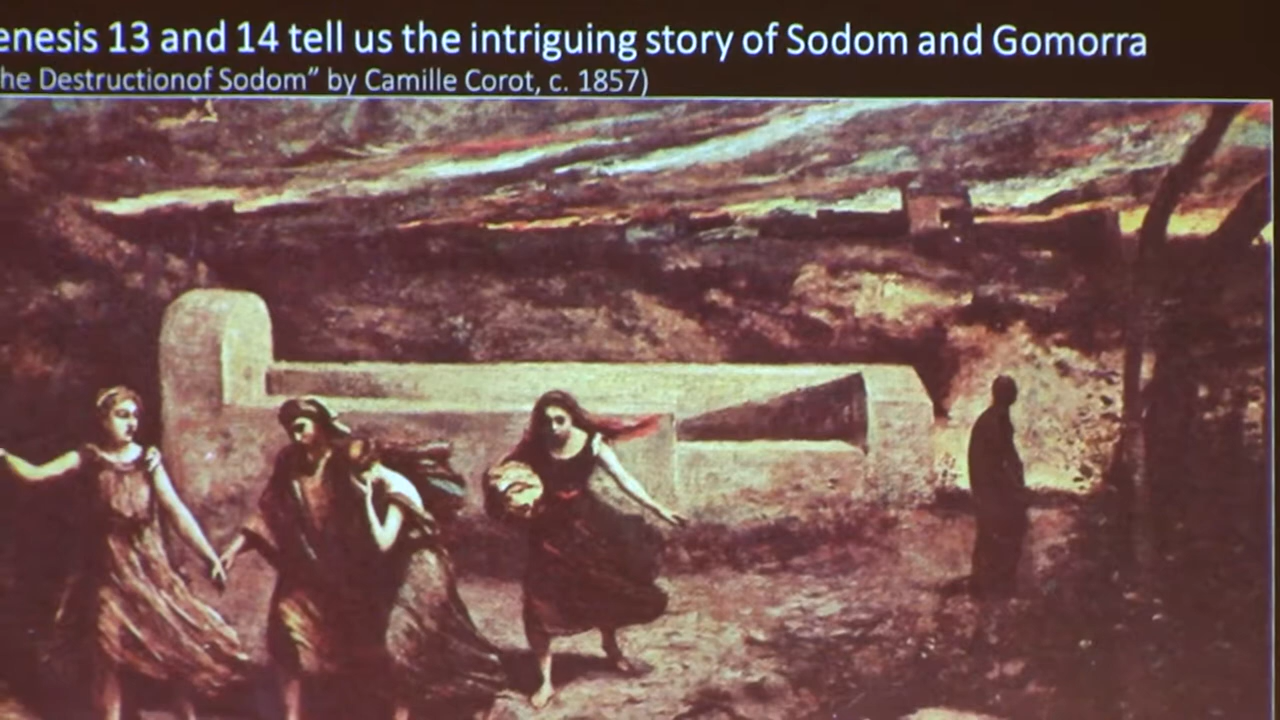 enesis 13 and 14 tell us the intriguing story of Sodom and Gomorra
he Destructionof Sodom” by Camille Corot, c. 1857)